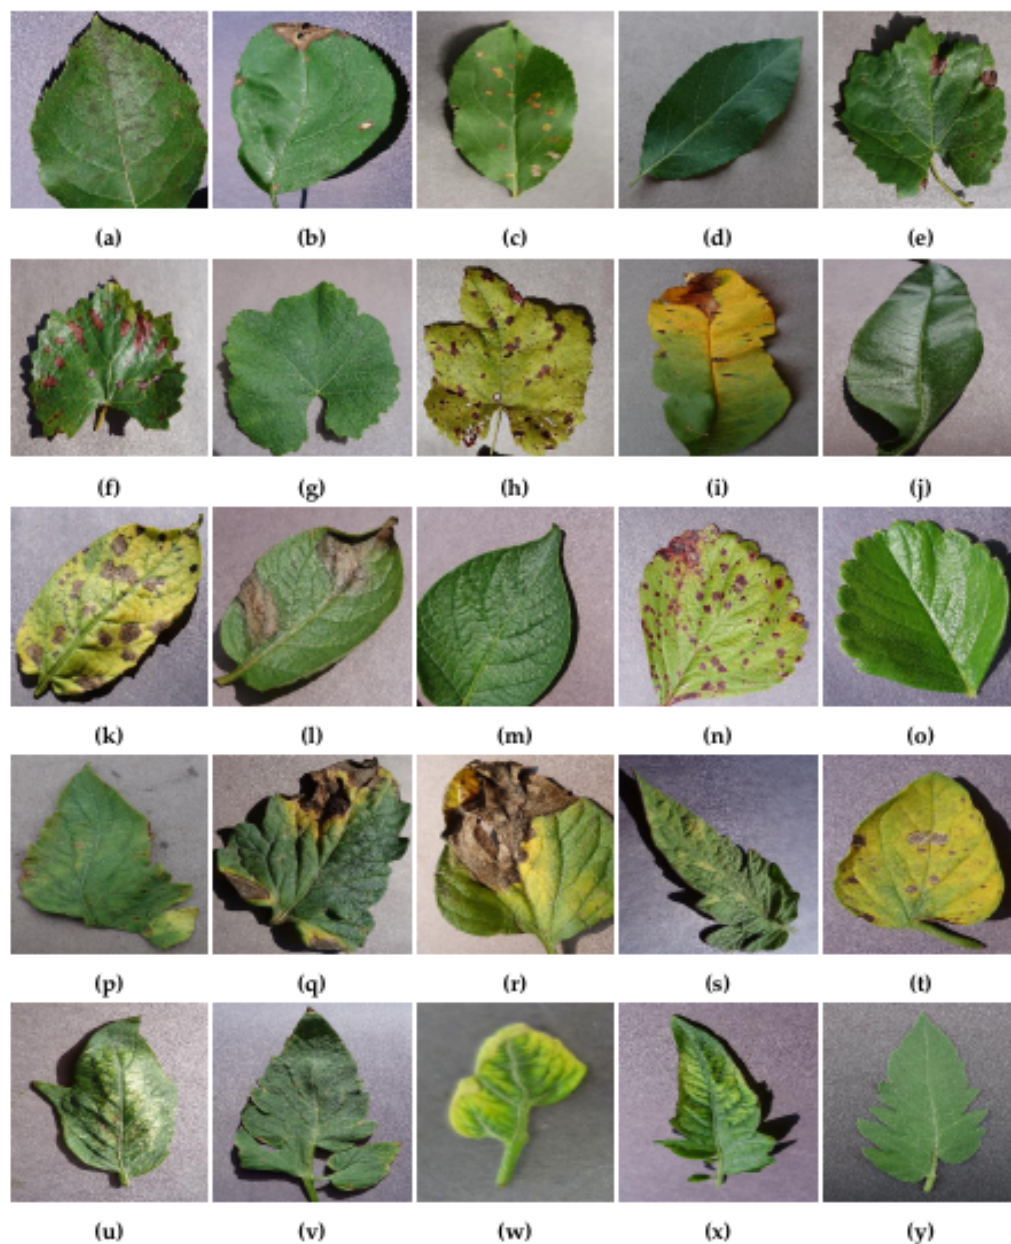 (a) (b) (c) (d) (e)
(f) (g) (h) (i) (j)
(k) (l) (m) (n) (o)
(p) (q) (r) (s) (t)
(u) (v) (w) (x) (y)